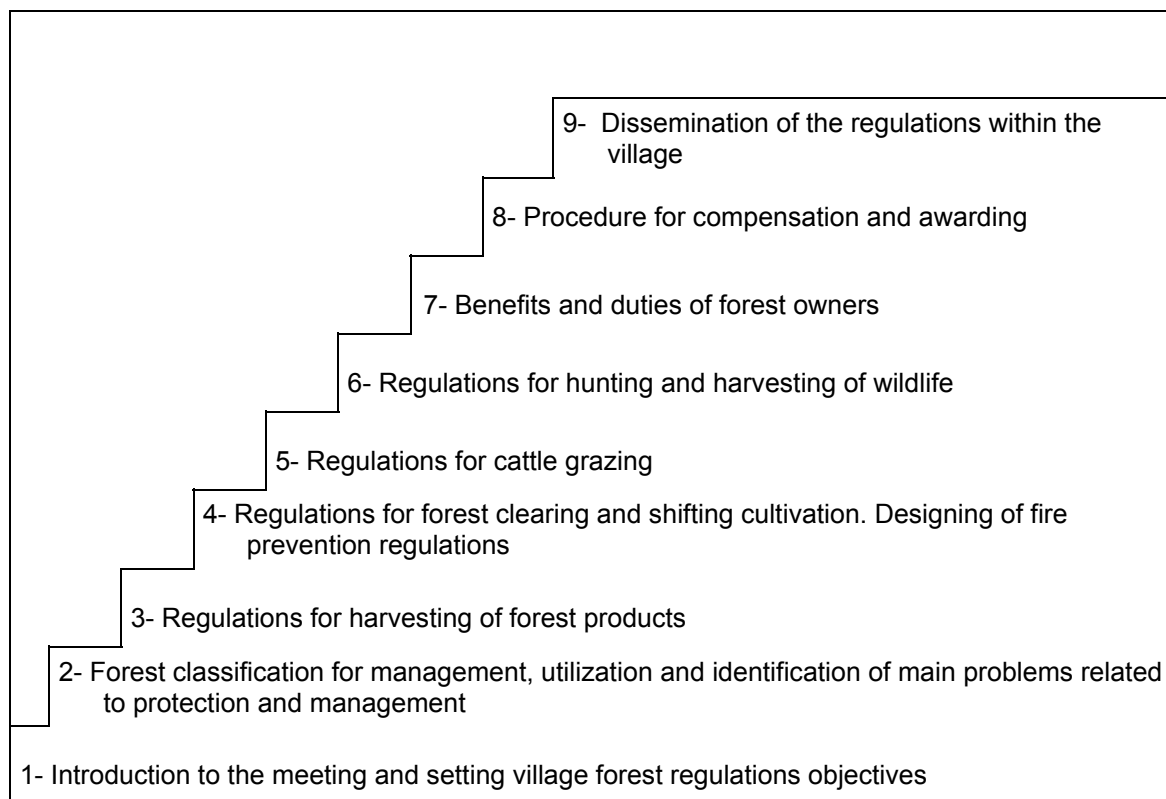 9- Dissemination of the regulations within the
village
8- Procedure for compensation and awarding
7- Benefits and duties of forest owners
6- Regulations for hunting and harvesting of wildlife
5- Regulations for cattle grazing
4- Regulations for forest clearing and shifting cultivation. Designing of fire
prevention regulations
3- Regulations for harvesting of forest products
2- Forest classification for management, utilization and identification of main problems related
to protection and management
1- Introduction to the meeting and setting village forest regulations objectives